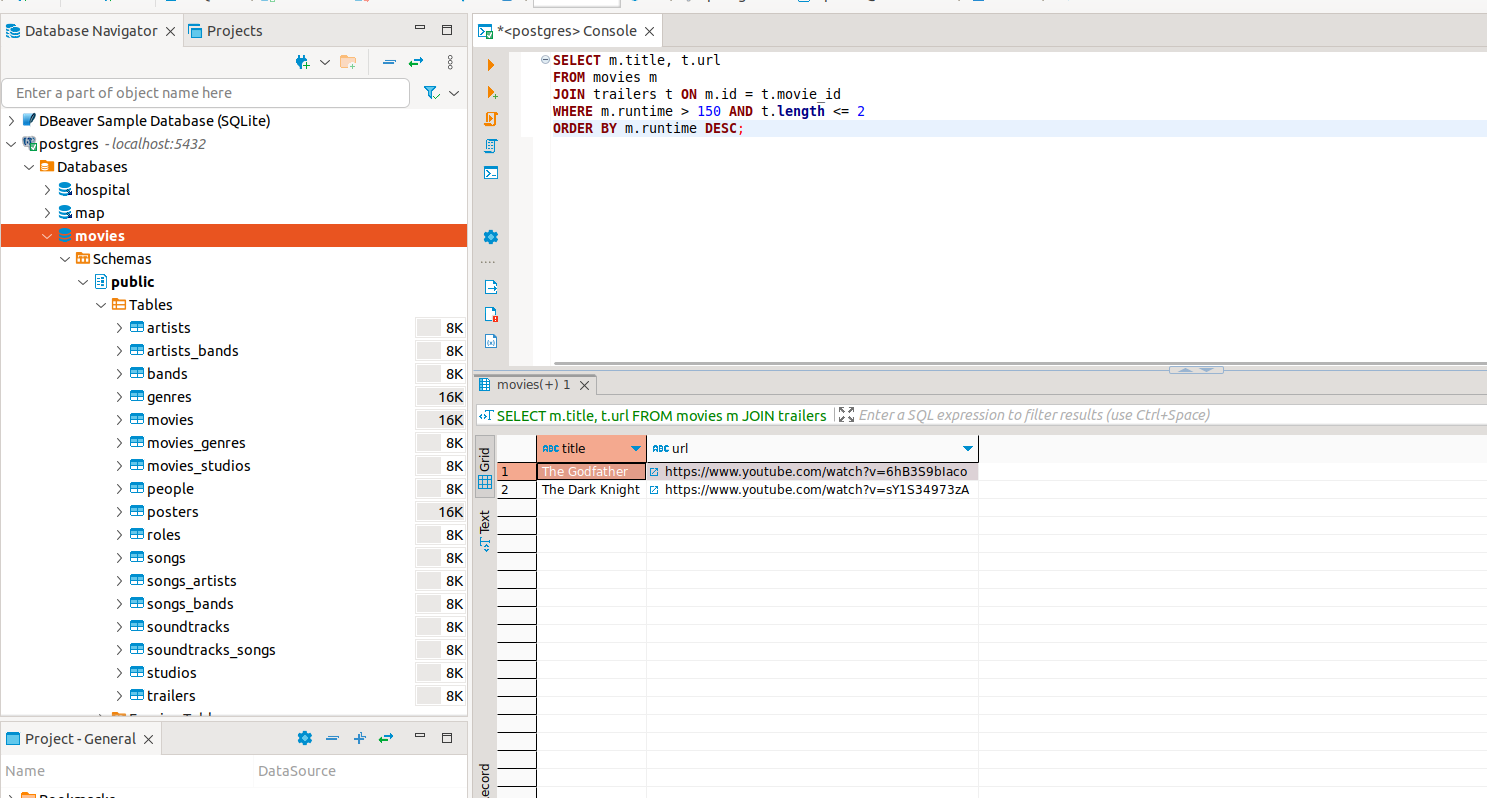 Database Navigator
Projects
Enter a part of object name here
DBeaver Sample Database (SQLite)
postgres - localhost:5432
Databases
hospital
map
movies
Schemas
public
Tables
artists 8K
artists_bands 8K
bands 8K
genres 16K
movies 16K
movies_genres 8K
movies_studios 8K
people 8K
posters 16K
roles 8K
songs 8K
songs_artists 8K
songs_bands 8K
soundtracks 8K
soundtracks_songs 8K
studios 8K
trailers 8K
Project - General
Name DataSource
Bookmarks
*<postgres> Console
SELECT m.title, t.url
FROM movies m
JOIN trailers t ON m.id = t.movie_id
WHERE m.runtime > 150 AND t.length <= 2
ORDER BY m.runtime DESC;
movies(+) 1
SELECT m.title, t.url FROM movies m JOIN trailers
Enter a SQL expression to filter results (use Ctrl+Space)
Grid
Text
ABC title ABC url
1 The Godfather https://www.youtube.com/watch?v=6hB3S9bIaco
2 The Dark Knight https://www.youtube.com/watch?v=sY1S34973zA